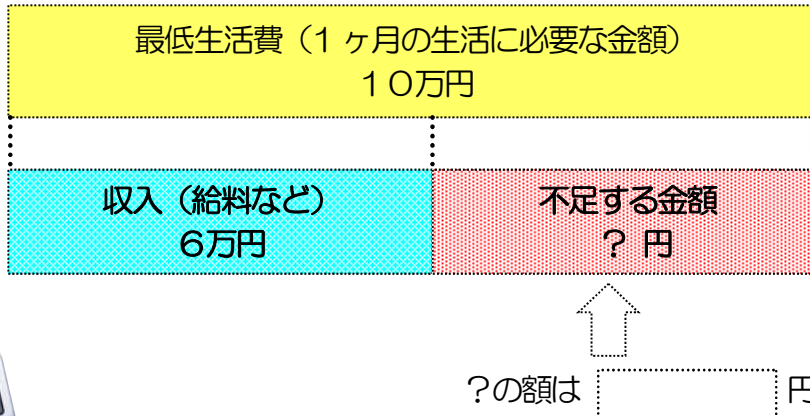 最低生活費（1 ヶ月の生活に必要な金額）
１０万円
収入（給料など）
６万円
不足する金額
？ 円
？の額は 円